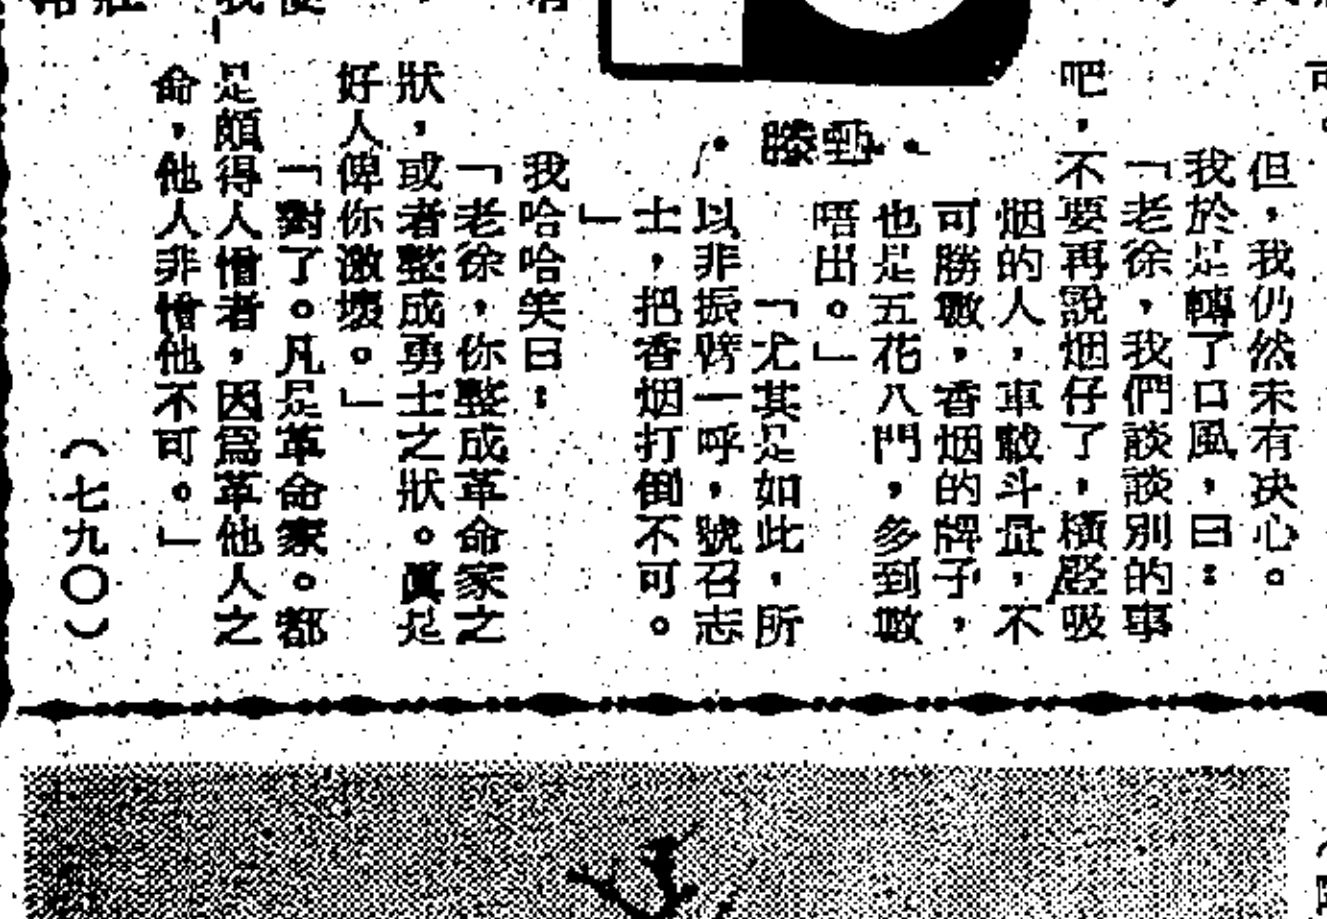 但，我仍然未有决心。
我於是轉了口風，曰：
「老徐，我們談談別的事
吧，不要再說烟仔了，橫豎吸
烟的人，車載斗量，不
可勝數，香烟的牌子，
也是五花八門，多到數
唔出。」
「尤其是如此，所
以非振臂一呼，號召志
士，把香烟打倒不可。
」
我哈哈笑曰：
「老徐，你整成革命家之
狀，或者整成勇士之狀。眞是
好人俾你激壞。」
「對了。凡是革命家。都
是頗得人憎者，因爲革他人之
命，他人非憎他不可。」
（七九〇）